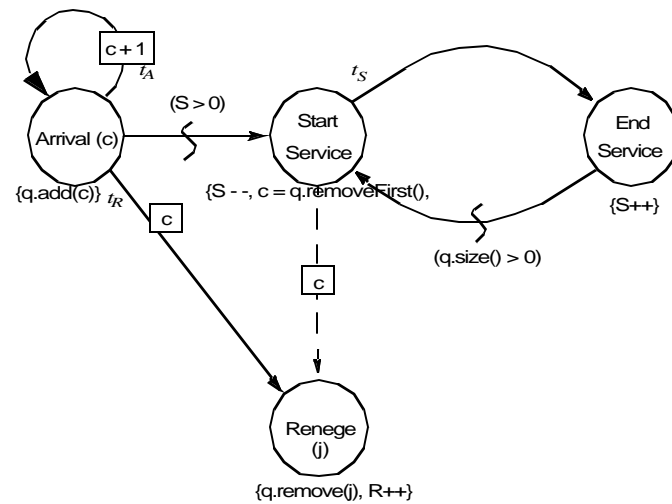 c + 1
t_A
(S > 0)
t_S
Arrival (c)
Start
Service
End
Service
{q.add(c)}
t_R
{S - -, c = q.removeFirst(),
{S++}
c
(q.size() > 0)
c
Renege
(j)
{q.remove(j), R++}